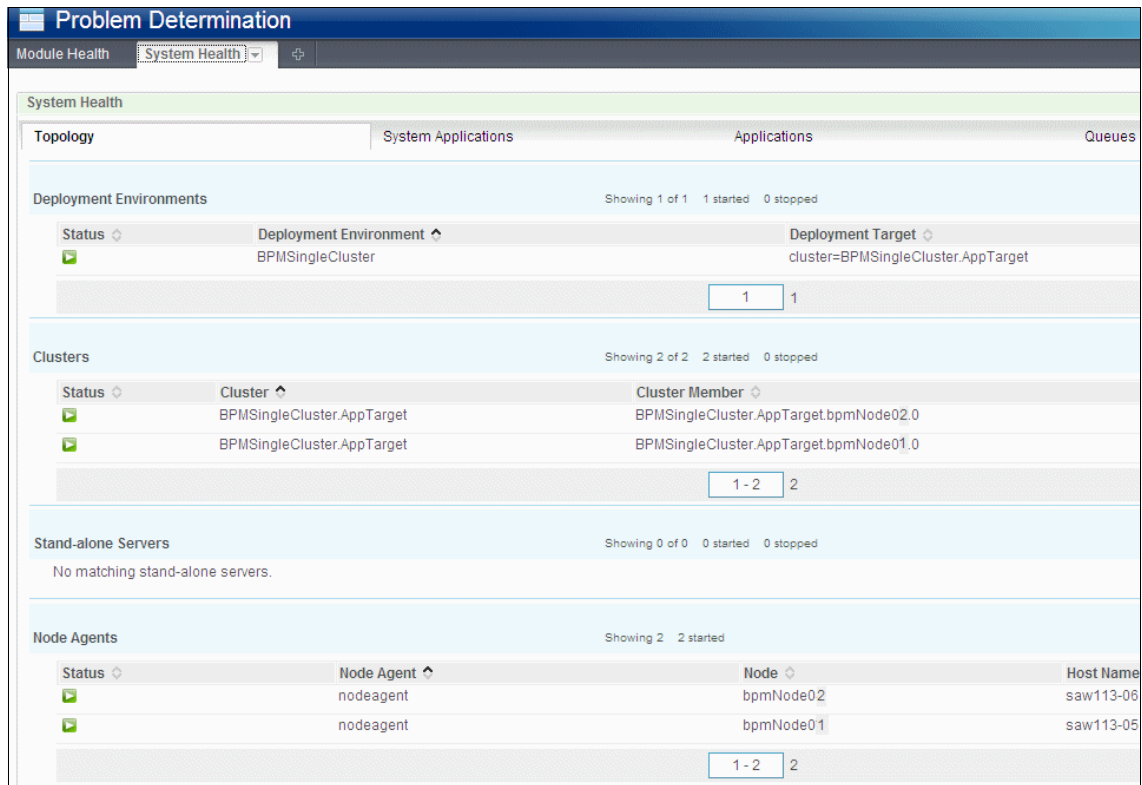 Problem Determination
Module Health System Health
System Health
Topology System Applications Applications Queues
Deployment Environments Showing 1 of 1 1 started 0 stopped
Status Deployment Environment Deployment Target
BPMSingleCluster cluster=BPMSingleCluster.AppTarget
1 1
Clusters Showing 2 of 2 2 started 0 stopped
Status Cluster Cluster Member
BPMSingleCluster.AppTarget BPMSingleCluster.AppTarget.bpmNode02.0
BPMSingleCluster.AppTarget BPMSingleCluster.AppTarget.bpmNode01.0
1 - 2 2
Stand-alone Servers Showing 0 of 0 0 started 0 stopped
No matching stand-alone servers.
Node Agents Showing 2 2 started
Status Node Agent Node Host Name
nodeagent bpmNode02 saw113-06
nodeagent bpmNode01 saw113-05
1 - 2 2